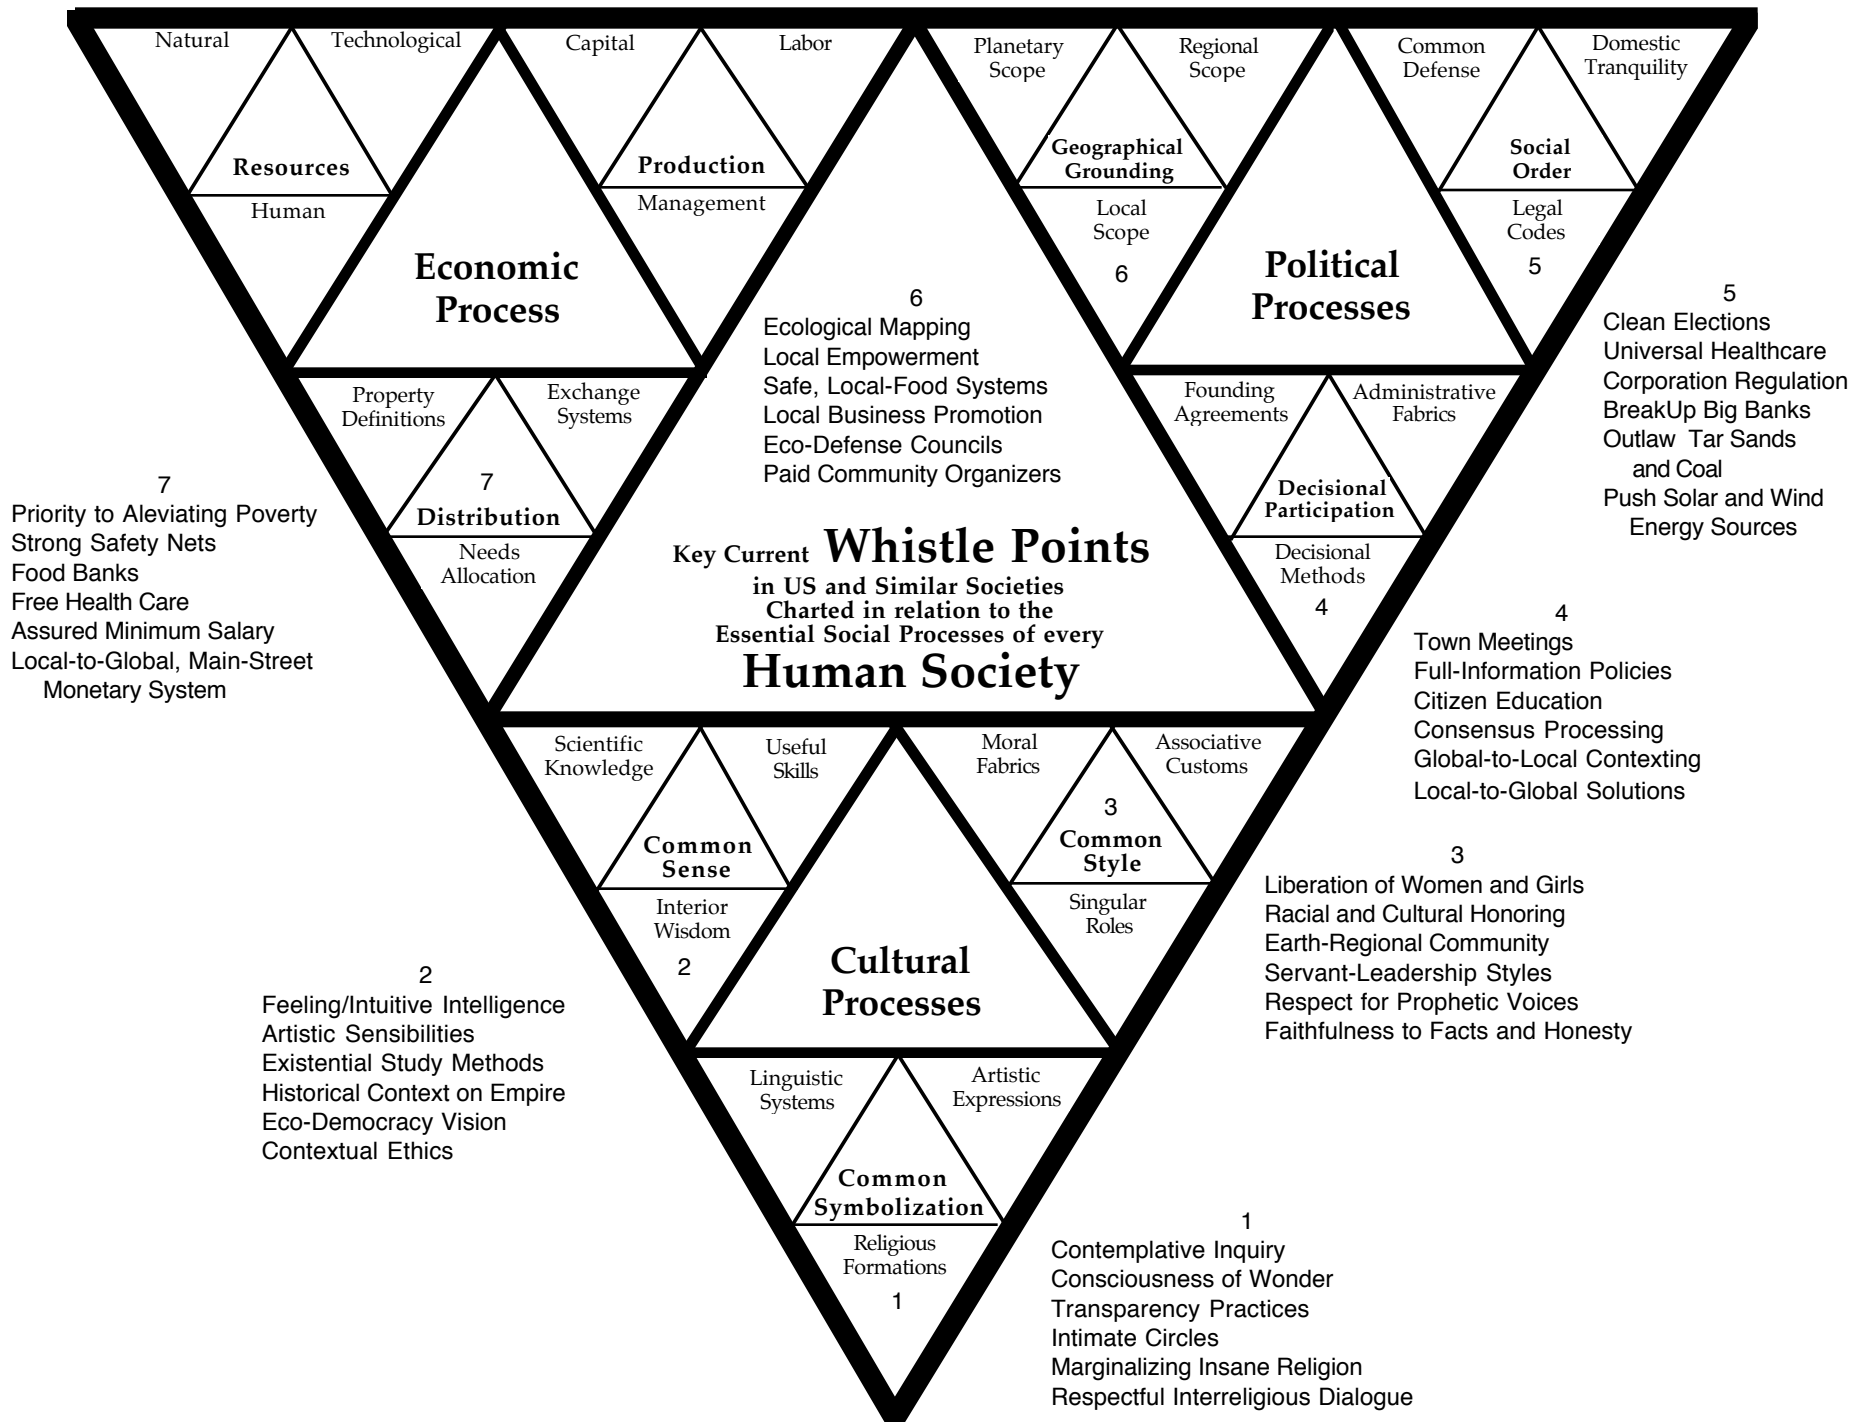 Natural
Technological
Capital
Labor
Planetary
Scope
Regional
Scope
Common
Defense
Domestic
Tranquility
Resources
Production
Geographical
Grounding
Social
Order
Human
Management
Local
Scope
6
Legal
Codes
5
Economic
Process
Political
Processes
6
Ecological Mapping
Local Empowerment
Safe, Local-Food Systems
Local Business Promotion
Eco-Defense Councils
Paid Community Organizers
5
Clean Elections
Universal Healthcare
Corporation Regulation
BreakUp Big Banks
Outlaw Tar Sands
and Coal
Push Solar and Wind
Energy Sources
Property
Definitions
Exchange
Systems
7
Distribution
Needs
Allocation
Founding
Agreements
Administrative
Fabrics
Decisional
Participation
Decisional
Methods
4
7
Priority to Aleviating Poverty
Strong Safety Nets
Food Banks
Free Health Care
Assured Minimum Salary
Local-to-Global, Main-Street
Monetary System
Key Current Whistle Points
in US and Similar Societies
Charted in relation to the
Essential Social Processes of every
Human Society
4
Town Meetings
Full-Information Policies
Citizen Education
Consensus Processing
Global-to-Local Contexting
Local-to-Global Solutions
Scientific
Knowledge
Useful
Skills
Moral
Fabrics
Associative
Customs
Common
Sense
3
Common
Style
Interior
Wisdom
2
Singular
Roles
Cultural
Processes
3
Liberation of Women and Girls
Racial and Cultural Honoring
Earth-Regional Community
Servant-Leadership Styles
Respect for Prophetic Voices
Faithfulness to Facts and Honesty
2
Feeling/Intuitive Intelligence
Artistic Sensibilities
Existential Study Methods
Historical Context on Empire
Eco-Democracy Vision
Contextual Ethics
Linguistic
Systems
Artistic
Expressions
Common
Symbolization
Religious
Formations
1
1
Contemplative Inquiry
Consciousness of Wonder
Transparency Practices
Intimate Circles
Marginalizing Insane Religion
Respectful Interreligious Dialogue